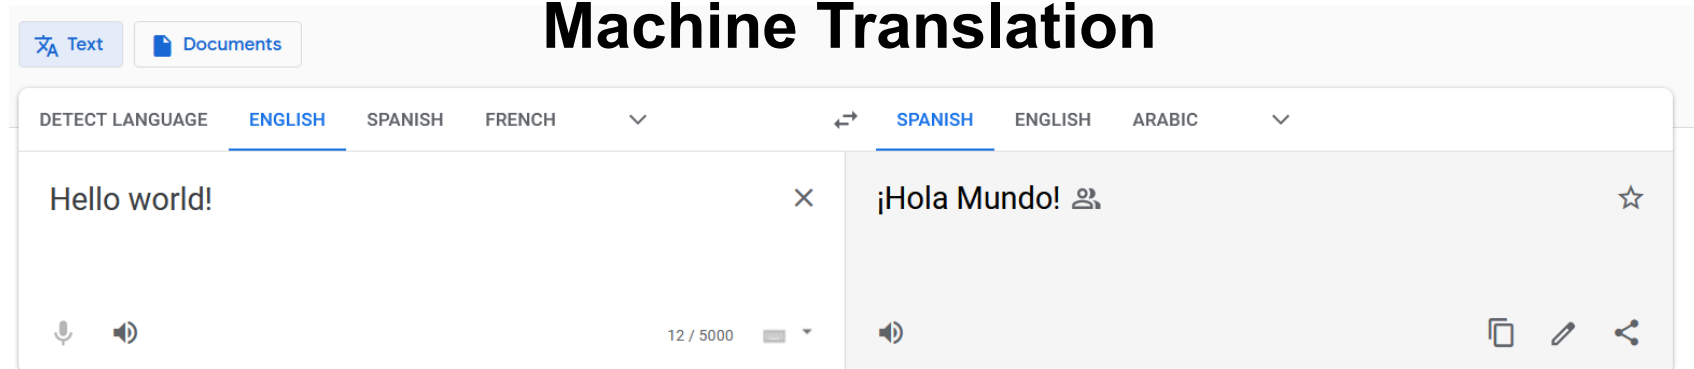 Machine Translation
Text Documents
DETECT LANGUAGE ENGLISH SPANISH FRENCH SPANISH ENGLISH ARABIC
Hello world! ¡Hola Mundo!
12 / 5000